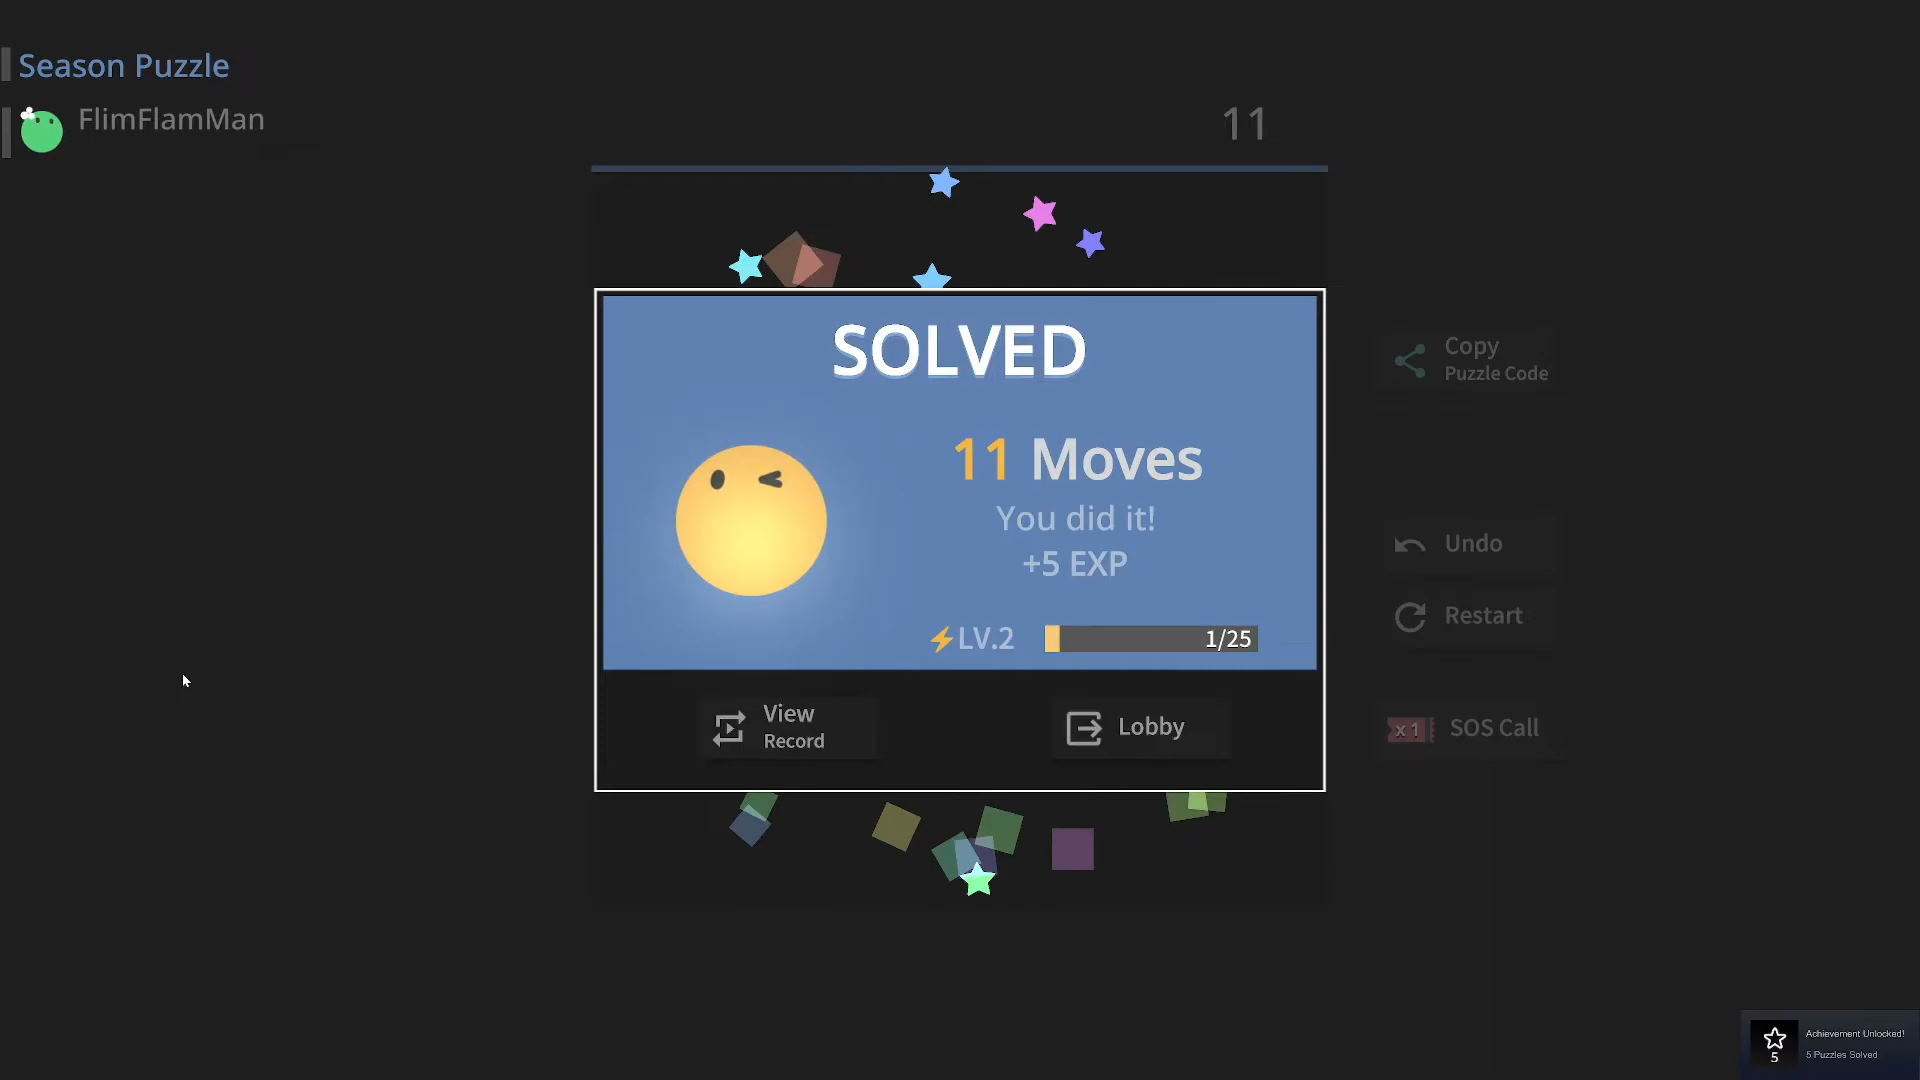 Season Puzzle
FlimFlamMan
11
SOLVED
11 Moves
You did it!
+5 EXP
LV.2
1/25
View
Record
Lobby
Copy
Puzzle Code
Undo
Restart
x 1
SOS Call
5
Achievement Unlocked!
5 Puzzles Solved